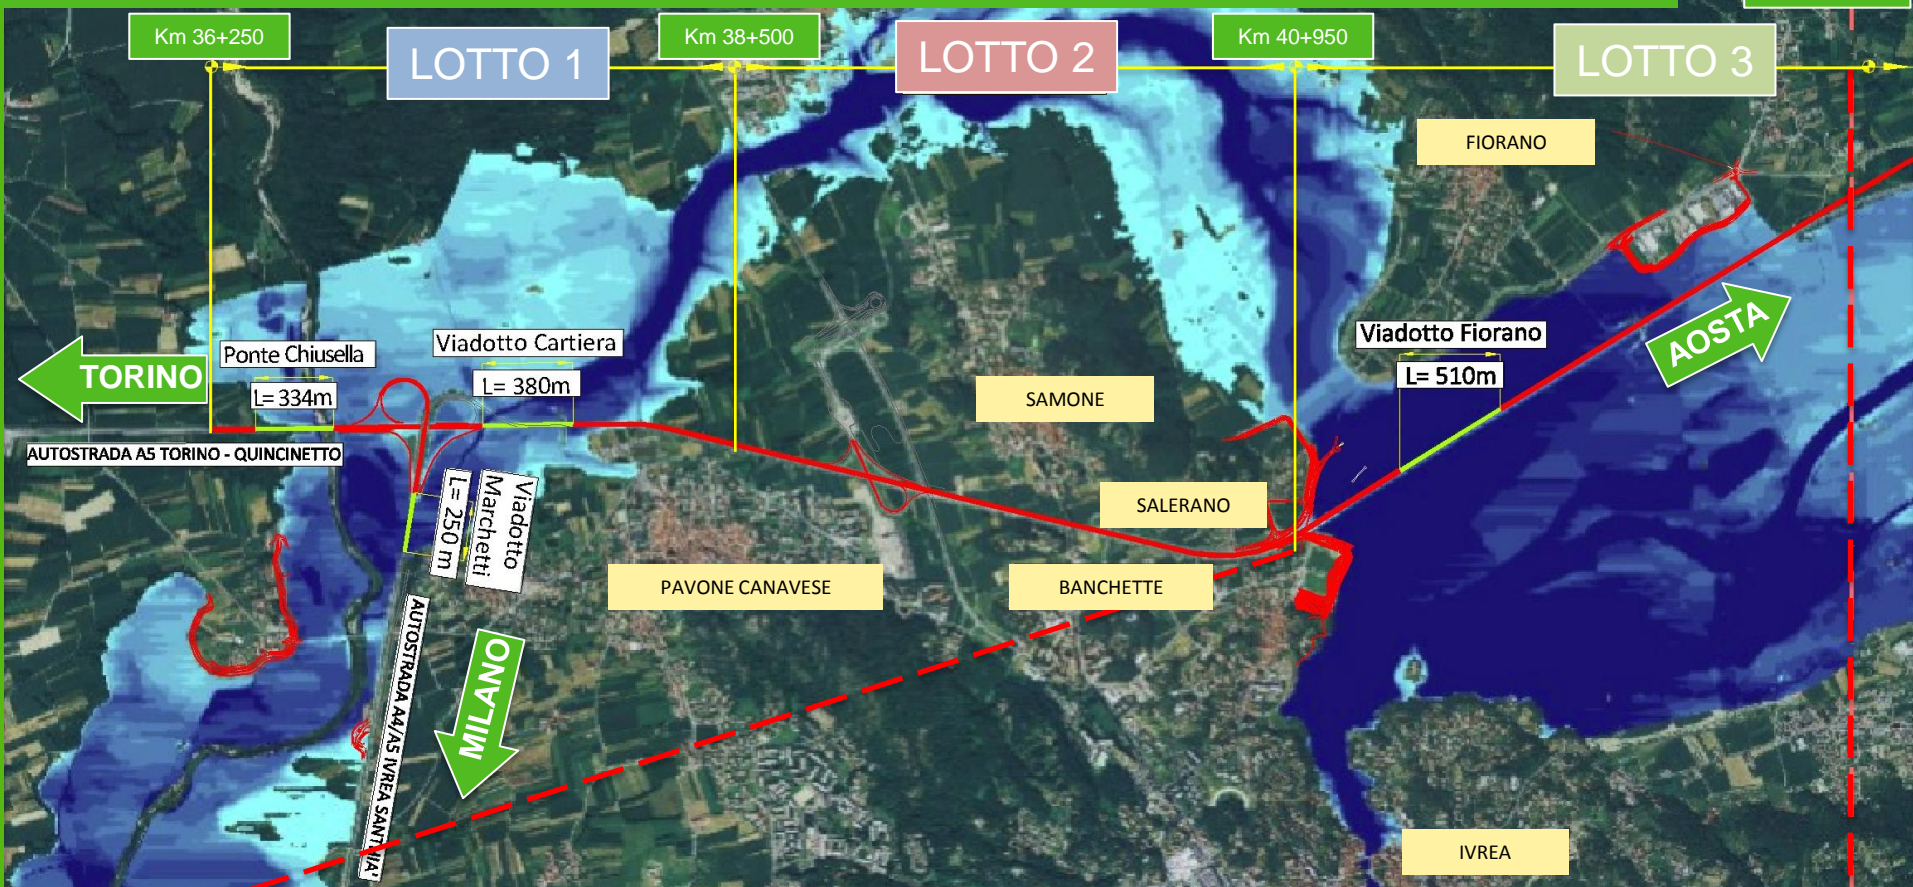 Km 36+250
LOTTO 1
Km 38+500
LOTTO 2
Km 40+950
LOTTO 3
FIORANO
Ponte Chiusella
L= 334m
Viadotto Cartiera
L= 380m
Viadotto Fiorano
L= 510m
TORINO
AOSTA
SAMONE
AUTOSTRADA A5 TORINO - QUINCINETTO
Viadotto
Marchetti
L= 250 m
SALERANO
PAVONE CANAVESE
BANCHETTE
MILANO
AUTOSTRADA A4/A5 IVREA SANTHIA'
IVREA